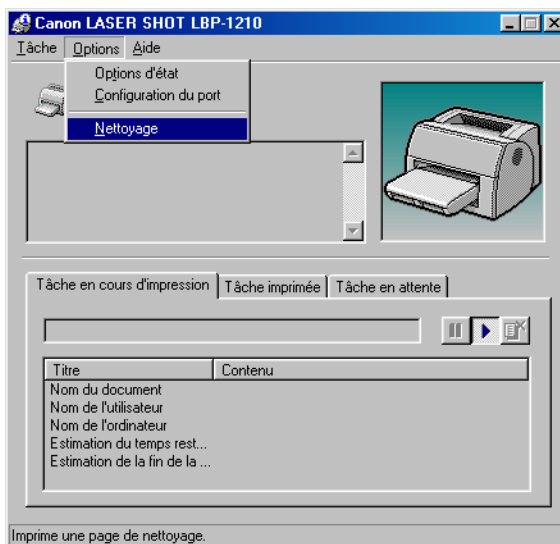 Canon LASER SHOT LBP-1210
Tâche Options Aide
Options d'état
Configuration du port
Nettoyage
Tâche en cours d'impression Tâche imprimée Tâche en attente
Titre Contenu
Nom du document
Nom de l'utilisateur
Nom de l'ordinateur
Estimation du temps rest...
Estimation de la fin de la ...
Imprime une page de nettoyage.